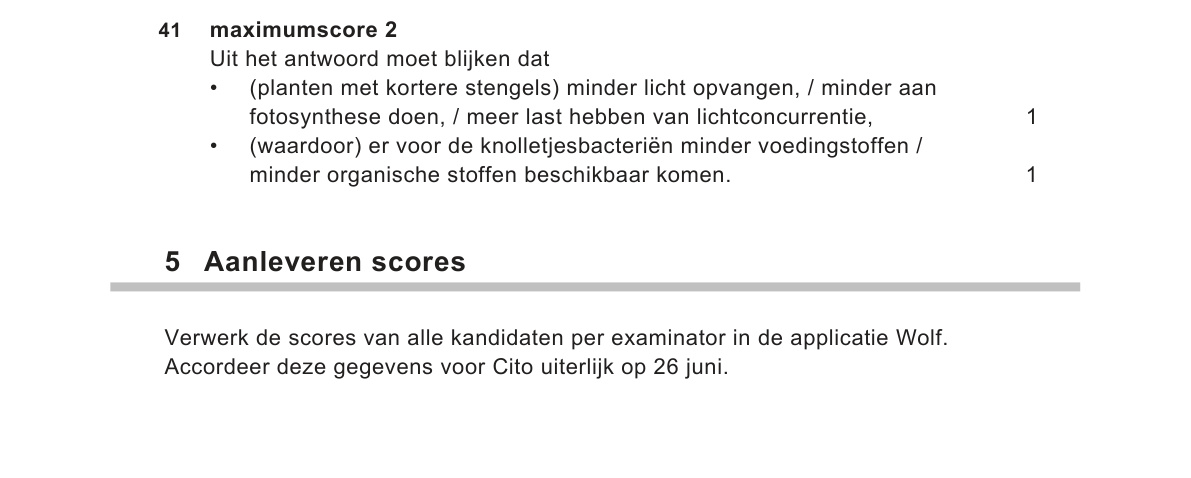 41 maximumscore 2
Uit het antwoord moet blijken dat
• (planten met kortere stengels) minder licht opvangen, / minder aan
fotosynthese doen, / meer last hebben van lichtconcurrentie, 1
• (waardoor) er voor de knolletjesbacteriën minder voedingstoffen /
minder organische stoffen beschikbaar komen. 1
5 Aanleveren scores
Verwerk de scores van alle kandidaten per examinator in de applicatie Wolf.
Accordeer deze gegevens voor Cito uiterlijk op 26 juni.